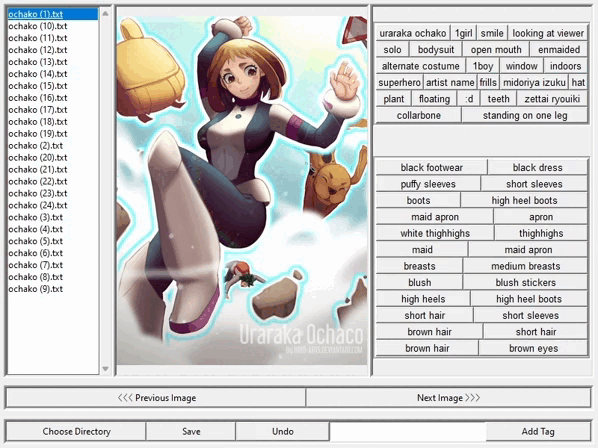 ochako (1).txt
ochako (10).txt
ochako (11).txt
ochako (12).txt
ochako (13).txt
ochako (14).txt
ochako (15).txt
ochako (16).txt
ochako (17).txt
ochako (18).txt
ochako (19).txt
ochako (2).txt
ochako (20).txt
ochako (21).txt
ochako (22).txt
ochako (23).txt
ochako (24).txt
ochako (3).txt
ochako (4).txt
ochako (5).txt
ochako (6).txt
ochako (7).txt
ochako (8).txt
ochako (9).txt
Uraraka Ochaco
uraraka ochako 1girl smile looking at viewer
solo bodysuit open mouth enmaided
alternate costume 1boy window indoors
superhero artist name frills midoriya izuku hat
plant floating :d teeth zettai ryouiki
collarbone standing on one leg
black footwear black dress
puffy sleeves short sleeves
boots high heel boots
maid apron apron
white thighhighs thighhighs
maid maid apron
breasts medium breasts
blush blush stickers
high heels high heel boots
short hair short sleeves
brown hair short hair
brown hair brown eyes
<<< Previous Image Next Image >>>
Choose Directory Save Undo Add Tag